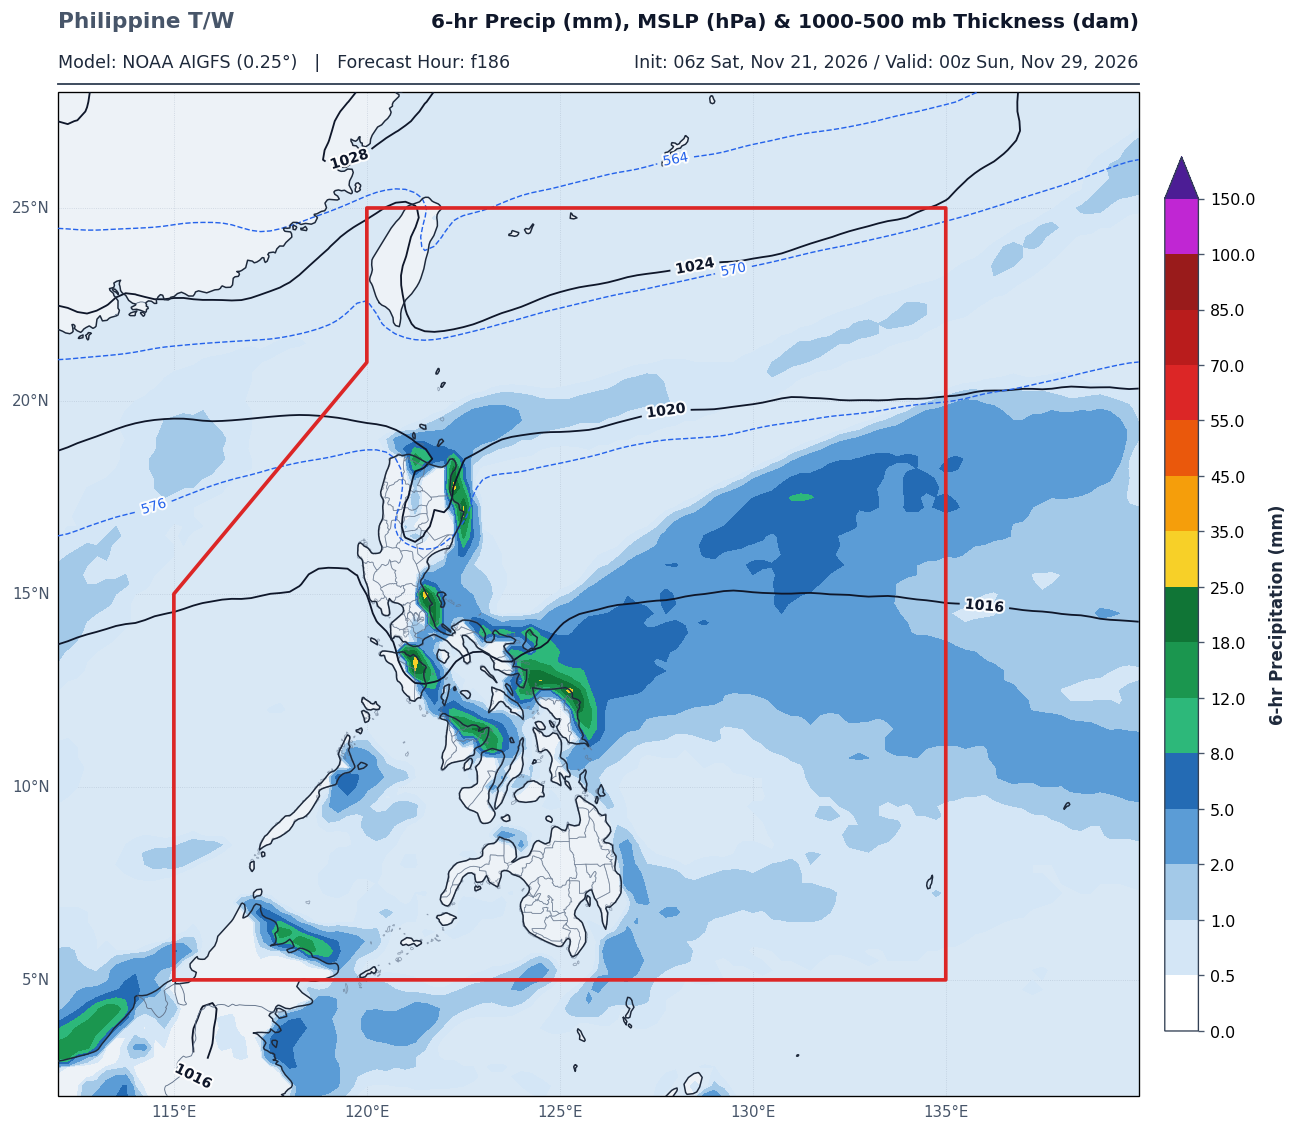 Philippine T/W
6-hr Precip (mm), MSLP (hPa) & 1000-500 mb Thickness (dam)
Model: NOAA AIGFS (0.25°) | Forecast Hour: f186
Init: 06z Sat, Nov 21, 2026 / Valid: 00z Sun, Nov 29, 2026
1028
564
1024
570
1020
576
1016
1016
25°N
20°N
15°N
10°N
5°N
115°E
120°E
125°E
130°E
135°E
150.0
100.0
85.0
70.0
55.0
45.0
35.0
25.0
18.0
12.0
8.0
5.0
2.0
1.0
0.5
0.0
6-hr Precipitation (mm)